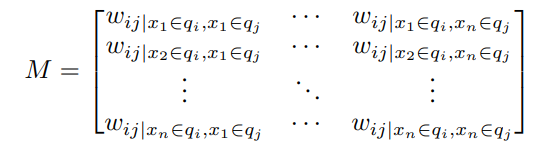 M = 
w_{ij|x_1∈q_i,x_1∈q_j} ⋯ w_{ij|x_1∈q_i,x_n∈q_j}
w_{ij|x_2∈q_i,x_1∈q_j} ⋯ w_{ij|x_2∈q_i,x_n∈q_j}
⋮ ⋱ ⋮
w_{ij|x_n∈q_i,x_1∈q_j} ⋯ w_{ij|x_n∈q_i,x_n∈q_j}